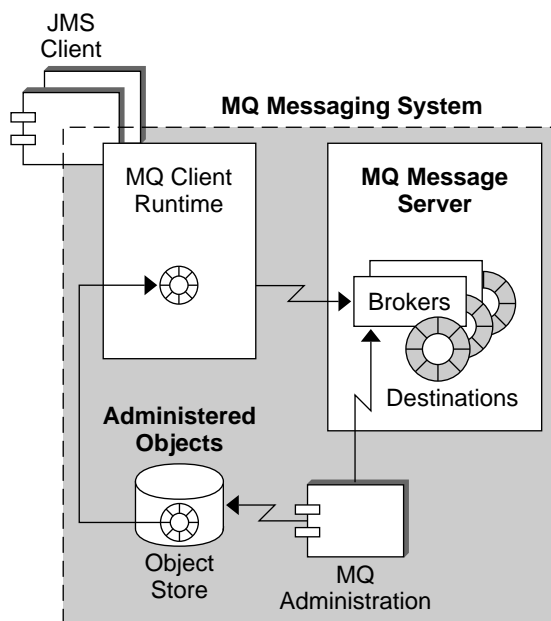 JMS
Client
MQ Messaging System
MQ Client
Runtime
MQ Message
Server
Brokers
Destinations
Administered
Objects
Object
Store
MQ
Administration